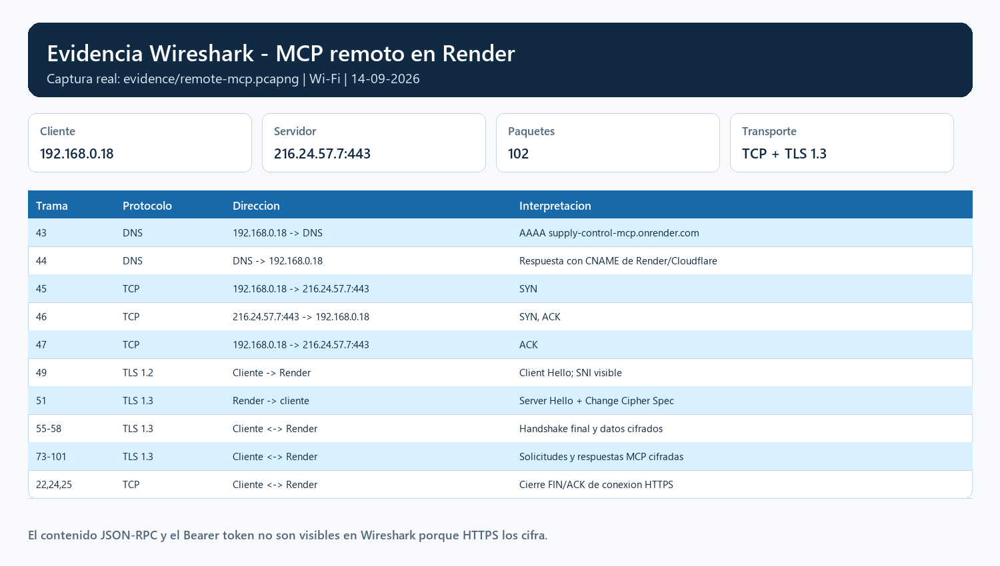 Evidencia Wireshark - MCP remoto en Render
Captura real: evidence/remote-mcp.pcapng | Wi-Fi | 14-09-2026
Cliente
192.168.0.18
Servidor
216.24.57.7:443
Paquetes
102
Transporte
TCP + TLS 1.3
Trama Protocolo Direccion Interpretacion
43 DNS 192.168.0.18 -> DNS AAAA supply-control-mcp.onrender.com
44 DNS DNS -> 192.168.0.18 Respuesta con CNAME de Render/Cloudflare
45 TCP 192.168.0.18 -> 216.24.57.7:443 SYN
46 TCP 216.24.57.7:443 -> 192.168.0.18 SYN, ACK
47 TCP 192.168.0.18 -> 216.24.57.7:443 ACK
49 TLS 1.2 Cliente -> Render Client Hello; SNI visible
51 TLS 1.3 Render -> cliente Server Hello + Change Cipher Spec
55-58 TLS 1.3 Cliente <-> Render Handshake final y datos cifrados
73-101 TLS 1.3 Cliente <-> Render Solicitudes y respuestas MCP cifradas
22,24,25 TCP Cliente <-> Render Cierre FIN/ACK de conexion HTTPS
El contenido JSON-RPC y el Bearer token no son visibles en Wireshark porque HTTPS los cifra.